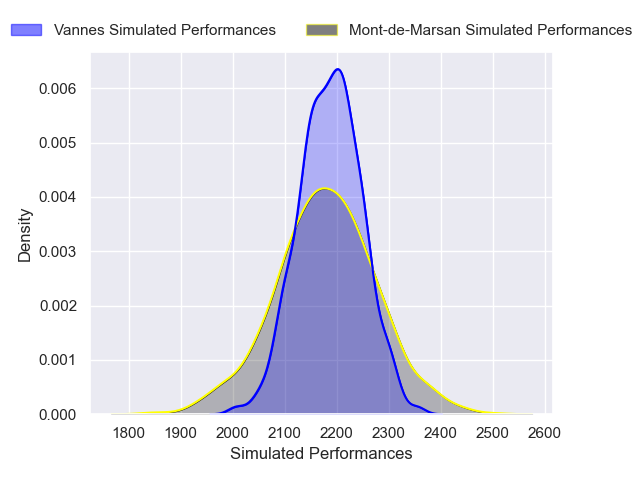 Vannes Simulated Performances
Mont-de-Marsan Simulated Performances
0.006
0.005
0.004
0.003
0.002
0.001
0.000
Density
1800 1900 2000 2100 2200 2300 2400 2500 2600
Simulated Performances